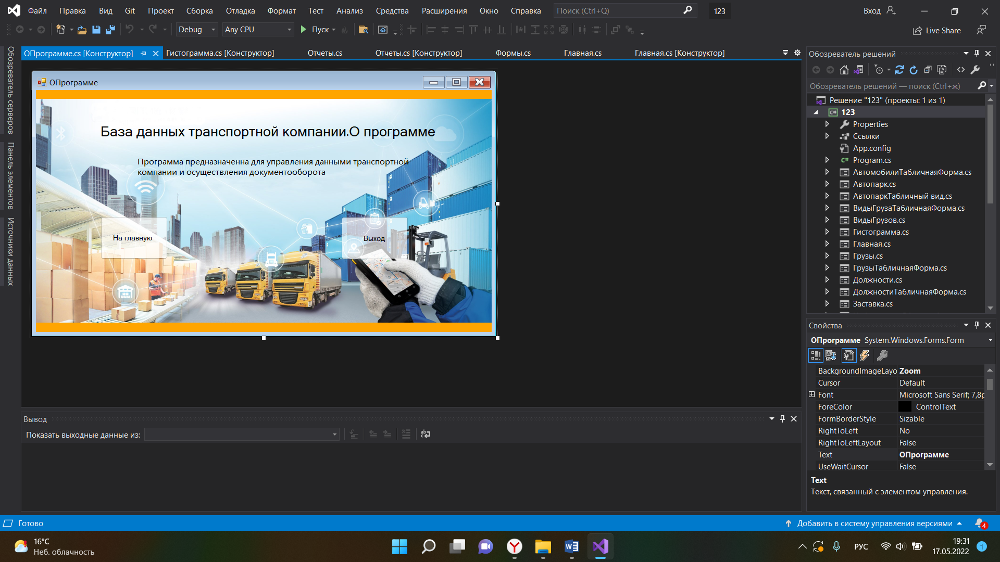 Файл Правка Вид Git Проект Сборка Отладка Формат Тест Анализ Средства Расширения Окно Справка Поиск (Ctrl+Q) 123 Вход
Debug Any CPU Пуск Live Share
ОПрограмме.cs [Конструктор] Гистограмма.cs [Конструктор] Отчеты.cs Отчеты.cs [Конструктор] Формы.cs Главная.cs Главная.cs [Конструктор]
Обозреватель серверов
Панель элементов
Источники данных
ОПрограмме
База данных транспортной компании.О программе
Программа предназначенна для управления данными транспортной
компании и осуществления документооборота
На главную
Выход
Вывод
Показать выходные данные из:
Обозреватель решений
Обозреватель решений — поиск (Ctrl+ж)
Решение "123" (проекты: 1 из 1)
C# 123
Properties
Ссылки
App.config
C# Program.cs
АвтомобилиТабличнаяФорма.cs
Автопарк.cs
АвтопаркТабличный вид.cs
ВидыГрузаТабличнаяФорма.cs
ВидыГрузов.cs
Гистограмма.cs
Главная.cs
Грузы.cs
ГрузыТабличнаяФорма.cs
Должности.cs
ДолжностиТабличнаяФорма.cs
Заставка.cs
Свойства
ОПрограмме System.Windows.Forms.Form
BackgroundImageLayo Zoom
Cursor Default
Font Microsoft Sans Serif; 7,8p
ForeColor ControlText
FormBorderStyle Sizable
RightToLeft No
RightToLeftLayout False
Text ОПрограмме
UseWaitCursor False
Text
Текст, связанный с элементом управления.
Готово Добавить в систему управления версиями 4
16°C
Неб. облачность
РУС
19:31
17.05.2022
1